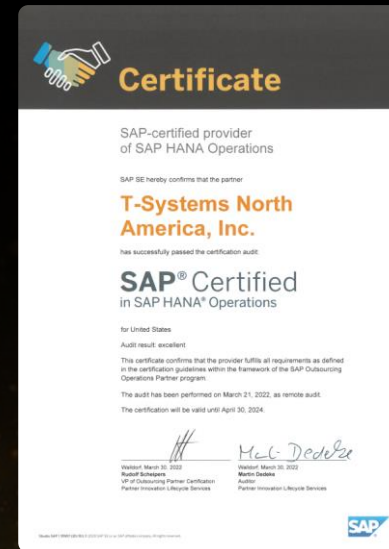 Certificate
SAP-certified provider
of SAP HANA Operations
SAP SE hereby confirms that the partner
T-Systems North
America, Inc.
has successfully passed the certification audit:
SAP® Certified
in SAP HANA® Operations
for United States
Audit result: excellent
This certificate confirms that the provider fulfills all requirements as defined
in the certification guidelines within the framework of the SAP Outsourcing
Operations Partner program.
The audit has been performed on March 21, 2022, as remote audit.
The certification will be valid until April 30, 2024.
Walldorf, March 30, 2022
Rudolf Scheipers
VP of Outsourcing Partner Certification
Partner Innovation Lifecycle Services
Walldorf, March 30, 2022
Martin Dedeke
Auditor
Partner Innovation Lifecycle Services
SAP